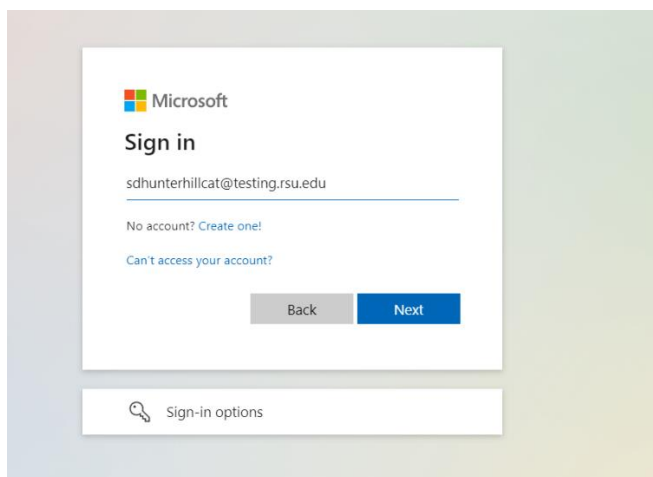 Microsoft
Sign in
sdhunterhillcat@testing.rsu.edu
No account? Create one!
Can't access your account?
Back Next
Sign-in options